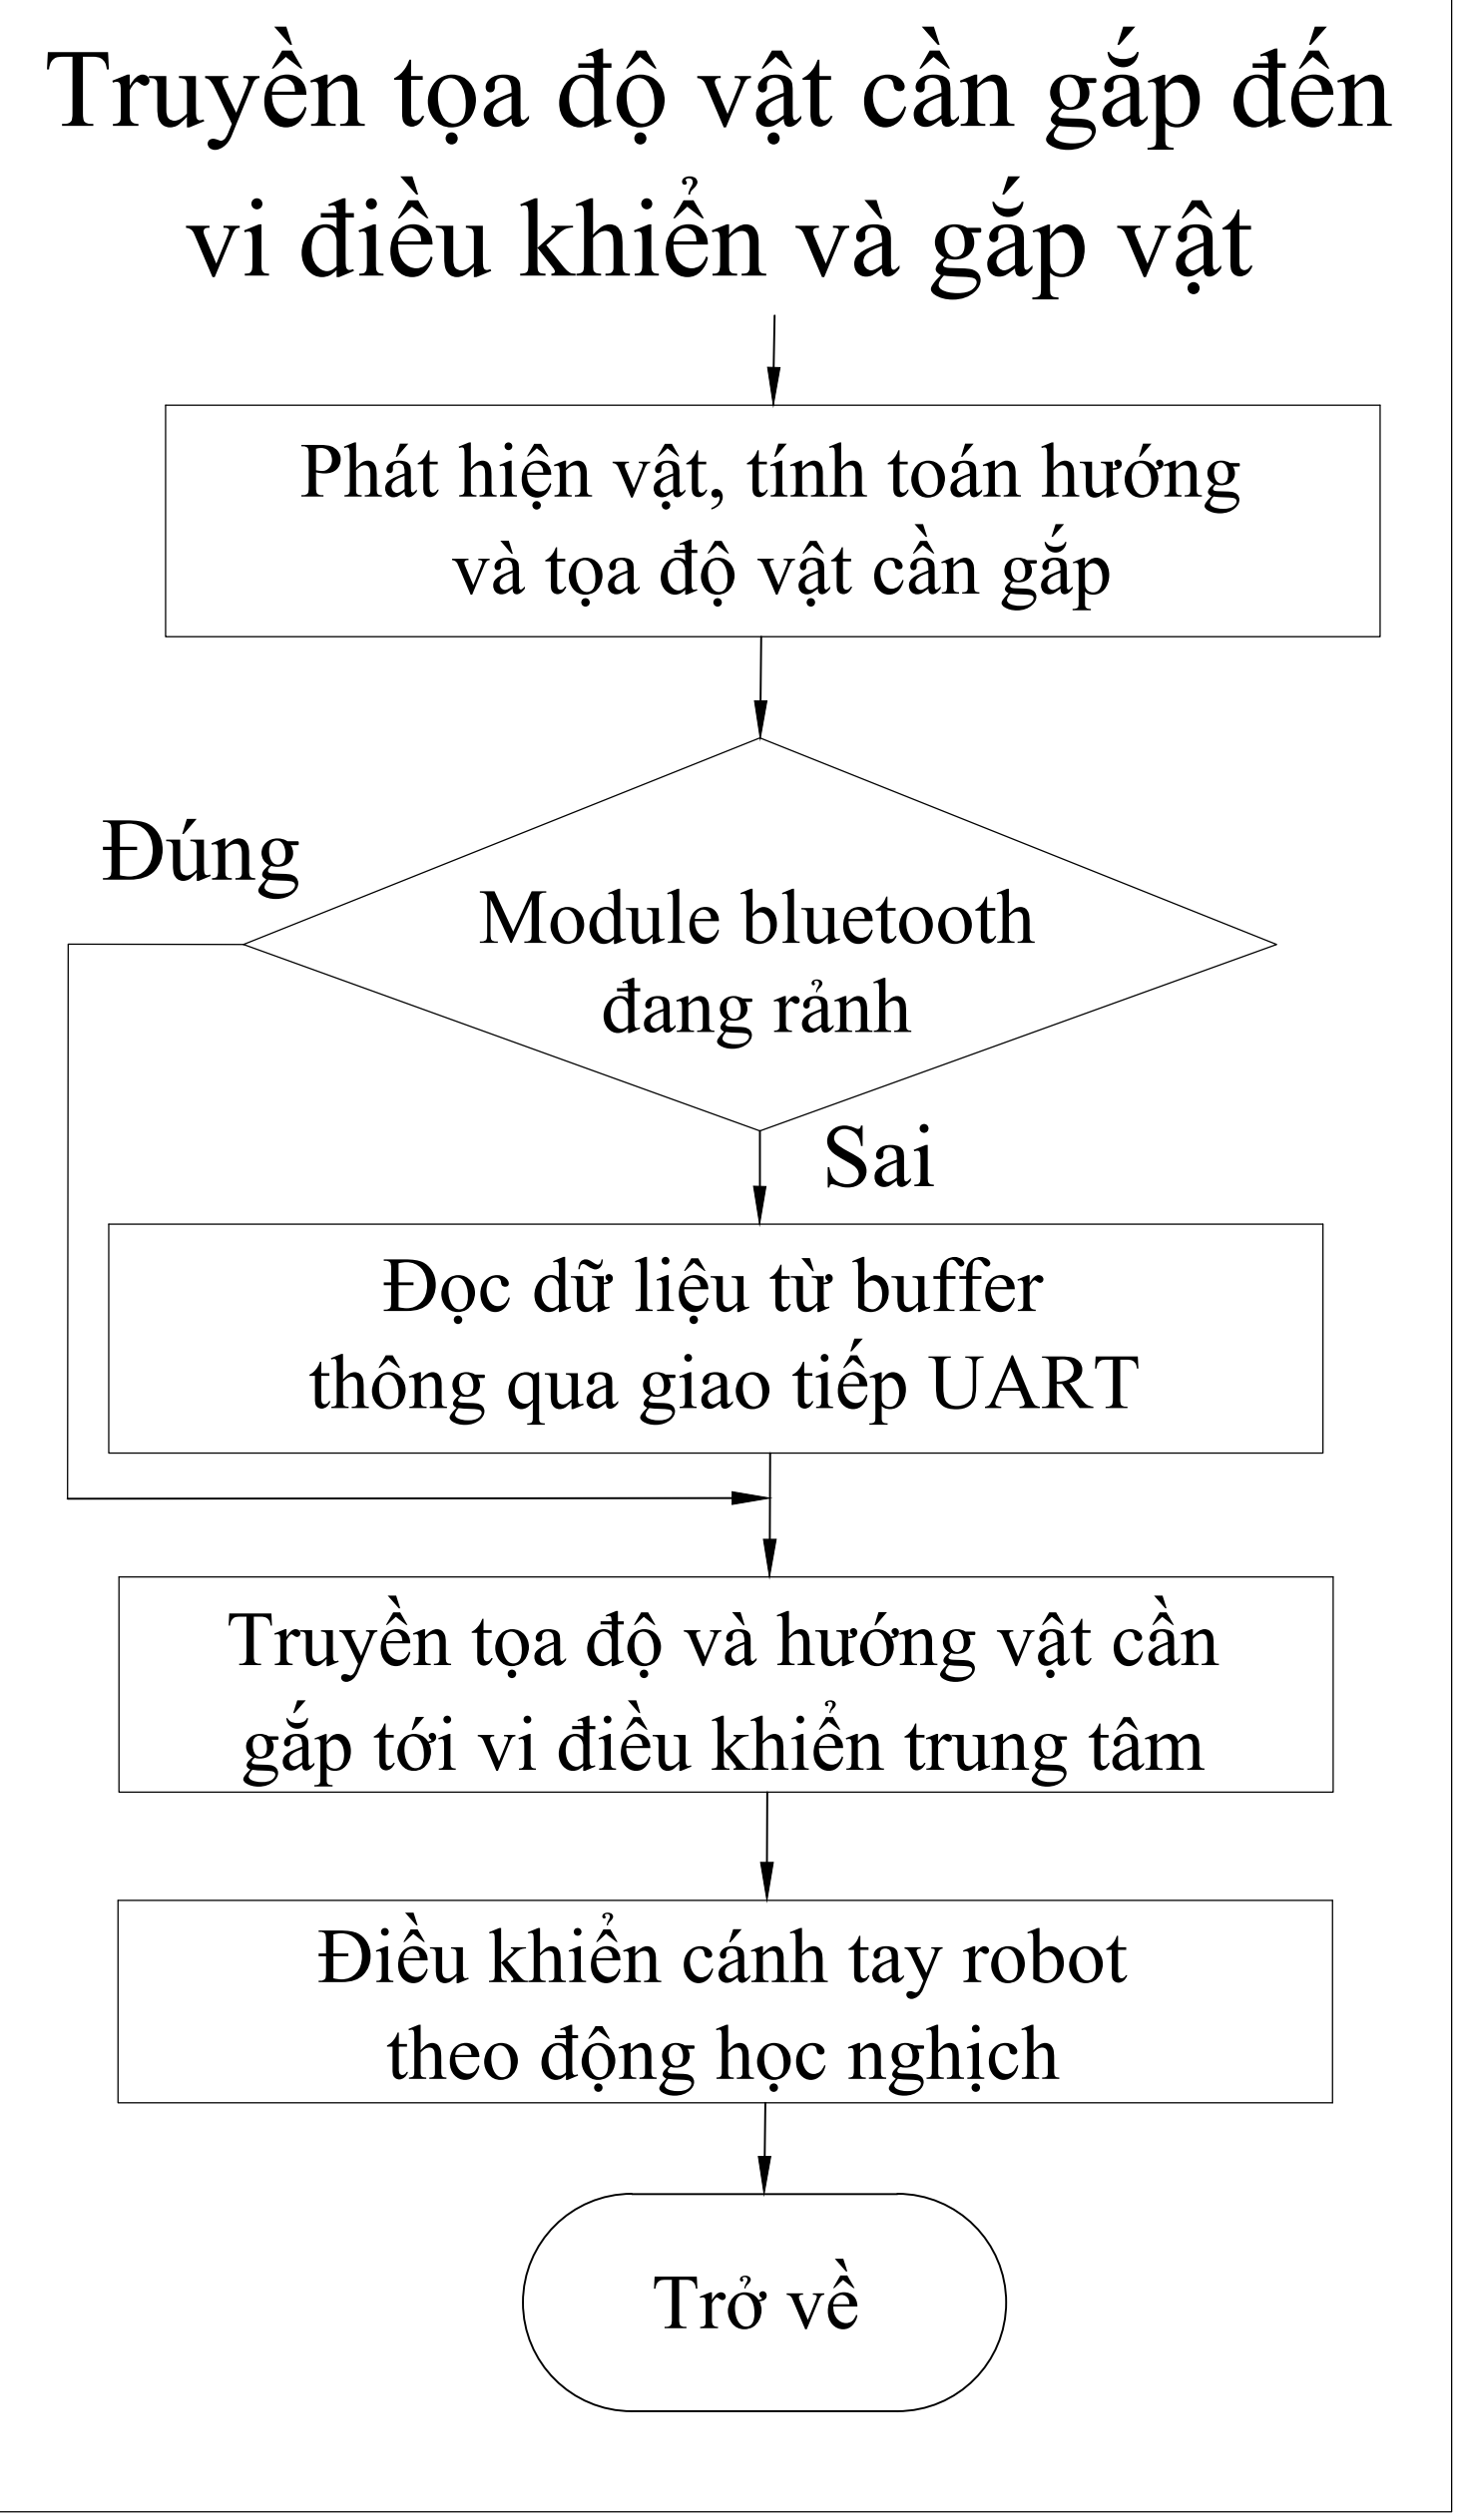 Truyền tọa độ vật cần gắp đến
vi điều khiển và gắp vật
Phát hiện vật, tính toán hướng
và tọa độ vật cần gắp
Đúng
Module bluetooth
đang rảnh
Sai
Đọc dữ liệu từ buffer
thông qua giao tiếp UART
Truyền tọa độ và hướng vật cần
gắp tới vi điều khiển trung tâm
Điều khiển cánh tay robot
theo động học nghịch
Trở về